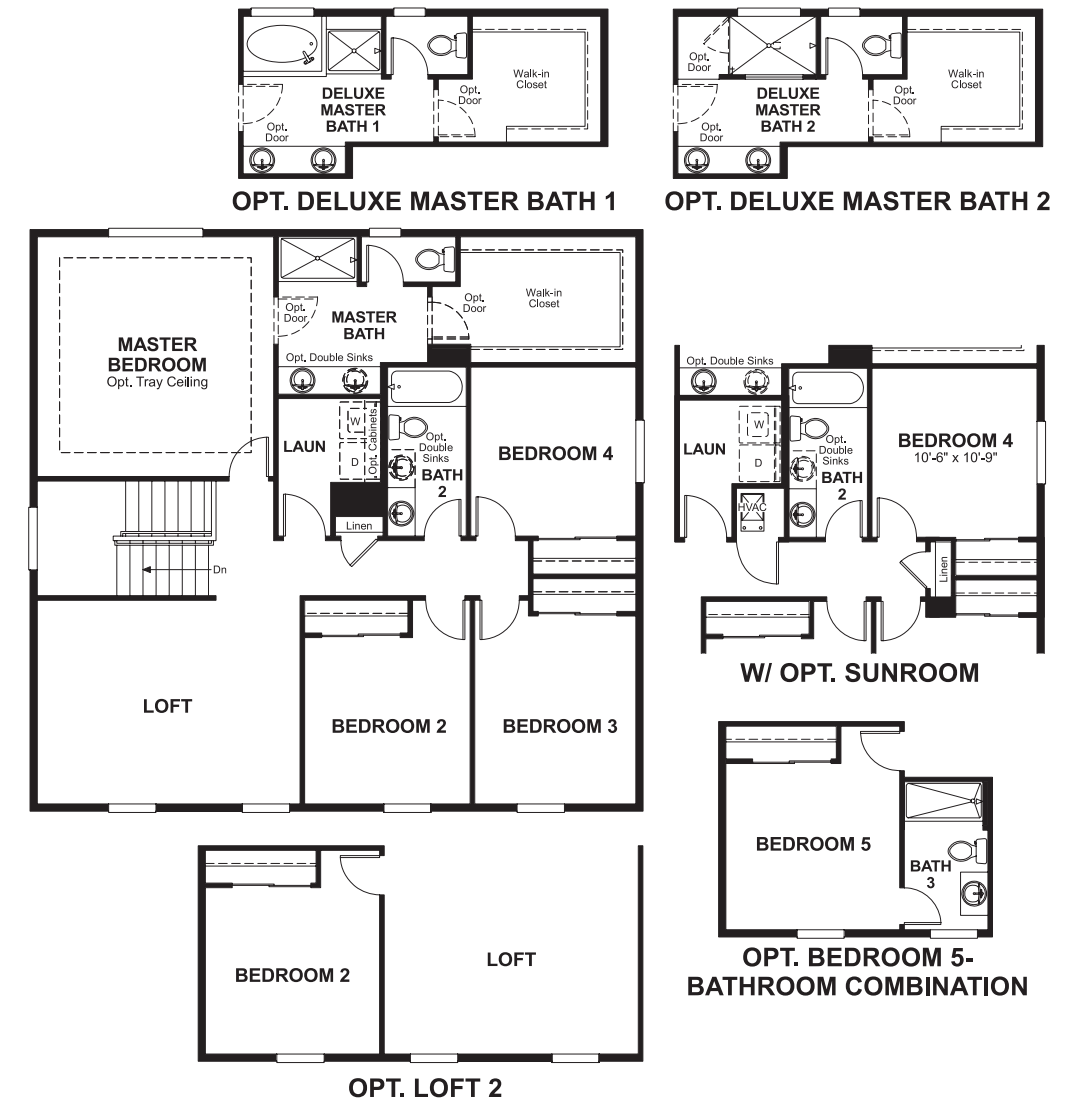 Opt.
Door
DELUXE
MASTER
BATH 1
Opt.
Door
Walk-in
Closet
OPT. DELUXE MASTER BATH 1
Opt.
Door
Opt.
Door
DELUXE
MASTER
BATH 2
Opt.
Door
Walk-in
Closet
OPT. DELUXE MASTER BATH 2
MASTER
BEDROOM
Opt. Tray Ceiling
Opt.
Door
MASTER
BATH
Opt. Double Sinks
Opt.
Door
Walk-in
Closet
LAUN
W
D
Opt. Cabinets
Opt.
Double
Sinks
BATH
2
BEDROOM 4
Linen
Dn
LOFT
BEDROOM 2
BEDROOM 3
Opt. Double Sinks
LAUN
W
D
HVAC
Opt.
Double
Sinks
BATH
2
BEDROOM 4
10'-6" x 10'-9"
Linen
W/ OPT. SUNROOM
BEDROOM 5
BATH
3
OPT. BEDROOM 5-
BATHROOM COMBINATION
BEDROOM 2
LOFT
OPT. LOFT 2